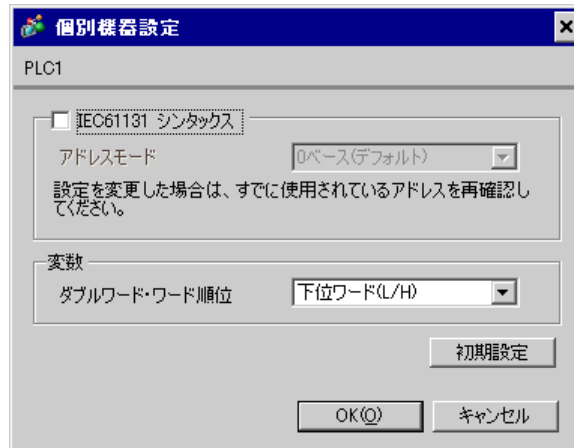 個別機器設定
PLC1
IEC61131 シンタックス
アドレスモード
0ベース(デフォルト)
設定を変更した場合は、すでに使用されているアドレスを再確認し
てください。
変数
ダブルワード・ワード順位
下位ワード(L/H)
初期設定
OK(O)
キャンセル